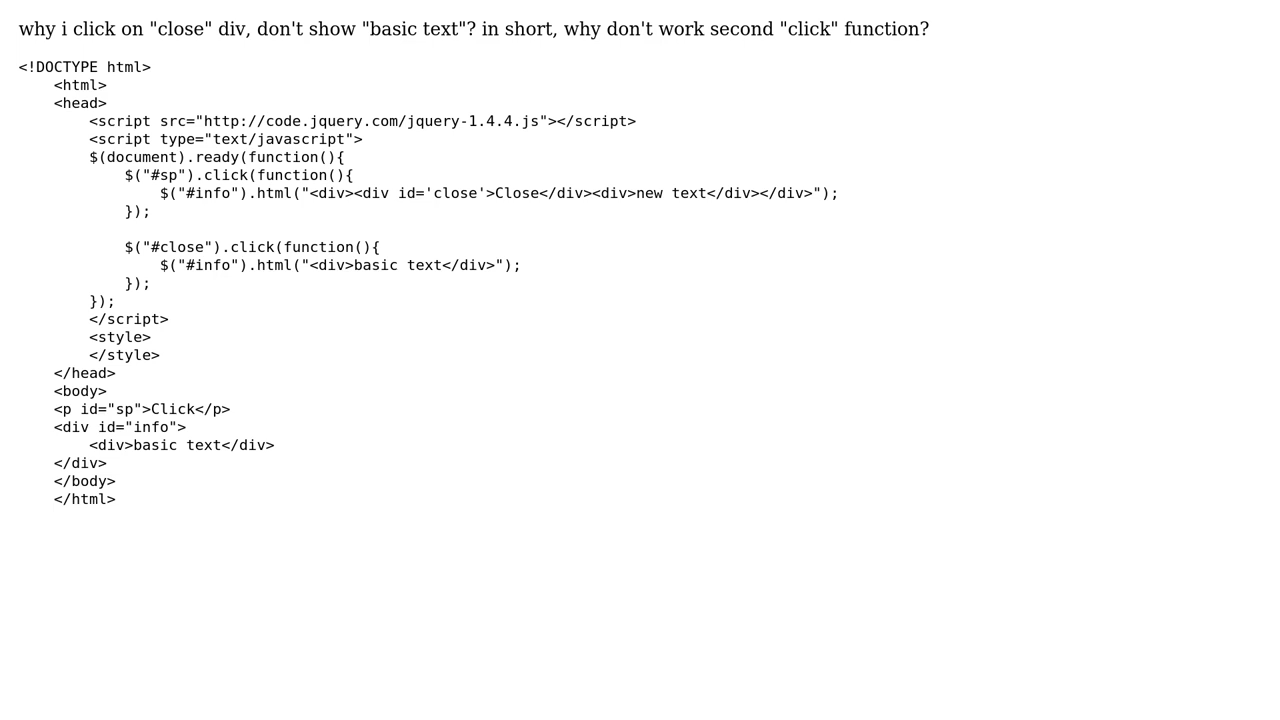 why i click on "close" div, don't show "basic text"? in short, why don't work second "click" function?
<!DOCTYPE html>
    <html>
    <head>
        <script src="http://code.jquery.com/jquery-1.4.4.js"></script>
        <script type="text/javascript">
        $(document).ready(function(){
            $("#sp").click(function(){
                $("#info").html("<div><div id='close'>Close</div><div>new text</div></div>");
            });

            $("#close").click(function(){
                $("#info").html("<div>basic text</div>");
            });
        });
        </script>
        <style>
        </style>
    </head>
    <body>
    <p id="sp">Click</p>
    <div id="info">
        <div>basic text</div>
    </div>
    </body>
    </html>